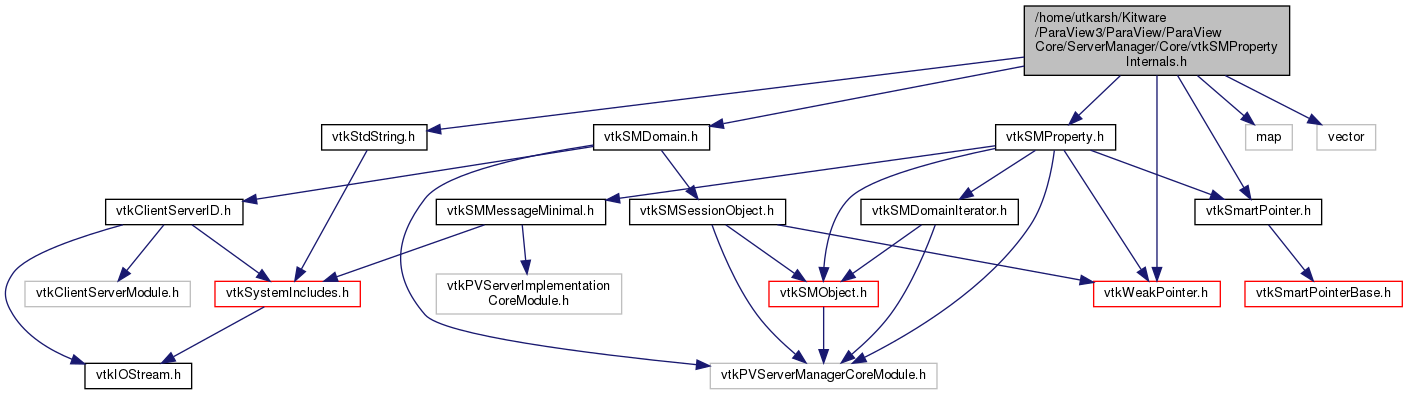 /home/utkarsh/Kitware
/ParaView3/ParaView/ParaView
Core/ServerManager/Core/vtkSMProperty
Internals.h
vtkStdString.h
vtkSMDomain.h
vtkSMProperty.h
map
vector
vtkClientServerID.h
vtkSMMessageMinimal.h
vtkSMSessionObject.h
vtkSMDomainIterator.h
vtkSmartPointer.h
vtkClientServerModule.h
vtkSystemIncludes.h
vtkPVServerImplementation
CoreModule.h
vtkSMObject.h
vtkWeakPointer.h
vtkSmartPointerBase.h
vtkIOStream.h
vtkPVServerManagerCoreModule.h